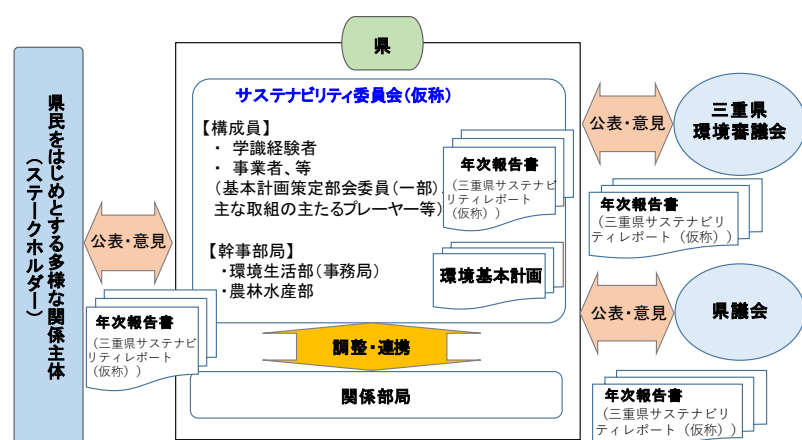 県
県民をはじめとする多様な関係主体
（ステークホルダー）
公表・意見
年次報告書
（三重県サステナビ
リティレポート
（仮称））
サステナビリティ委員会（仮称）
【構成員】
・ 学識経験者
・ 事業者、等
（基本計画策定部会委員（一部）、
主な取組の主たるプレーヤー等）
【幹事部局】
・環境生活部（事務局）
・農林水産部
年次報告書
（三重県サステナビ
リティレポート
（仮称））
環境基本計画
調整・連携
関係部局
公表・意見
三重県
環境審議会
年次報告書
（三重県サステナビリ
ティレポート（仮称））
公表・意見
県議会
年次報告書
（三重県サステナビリ
ティレポート（仮称））